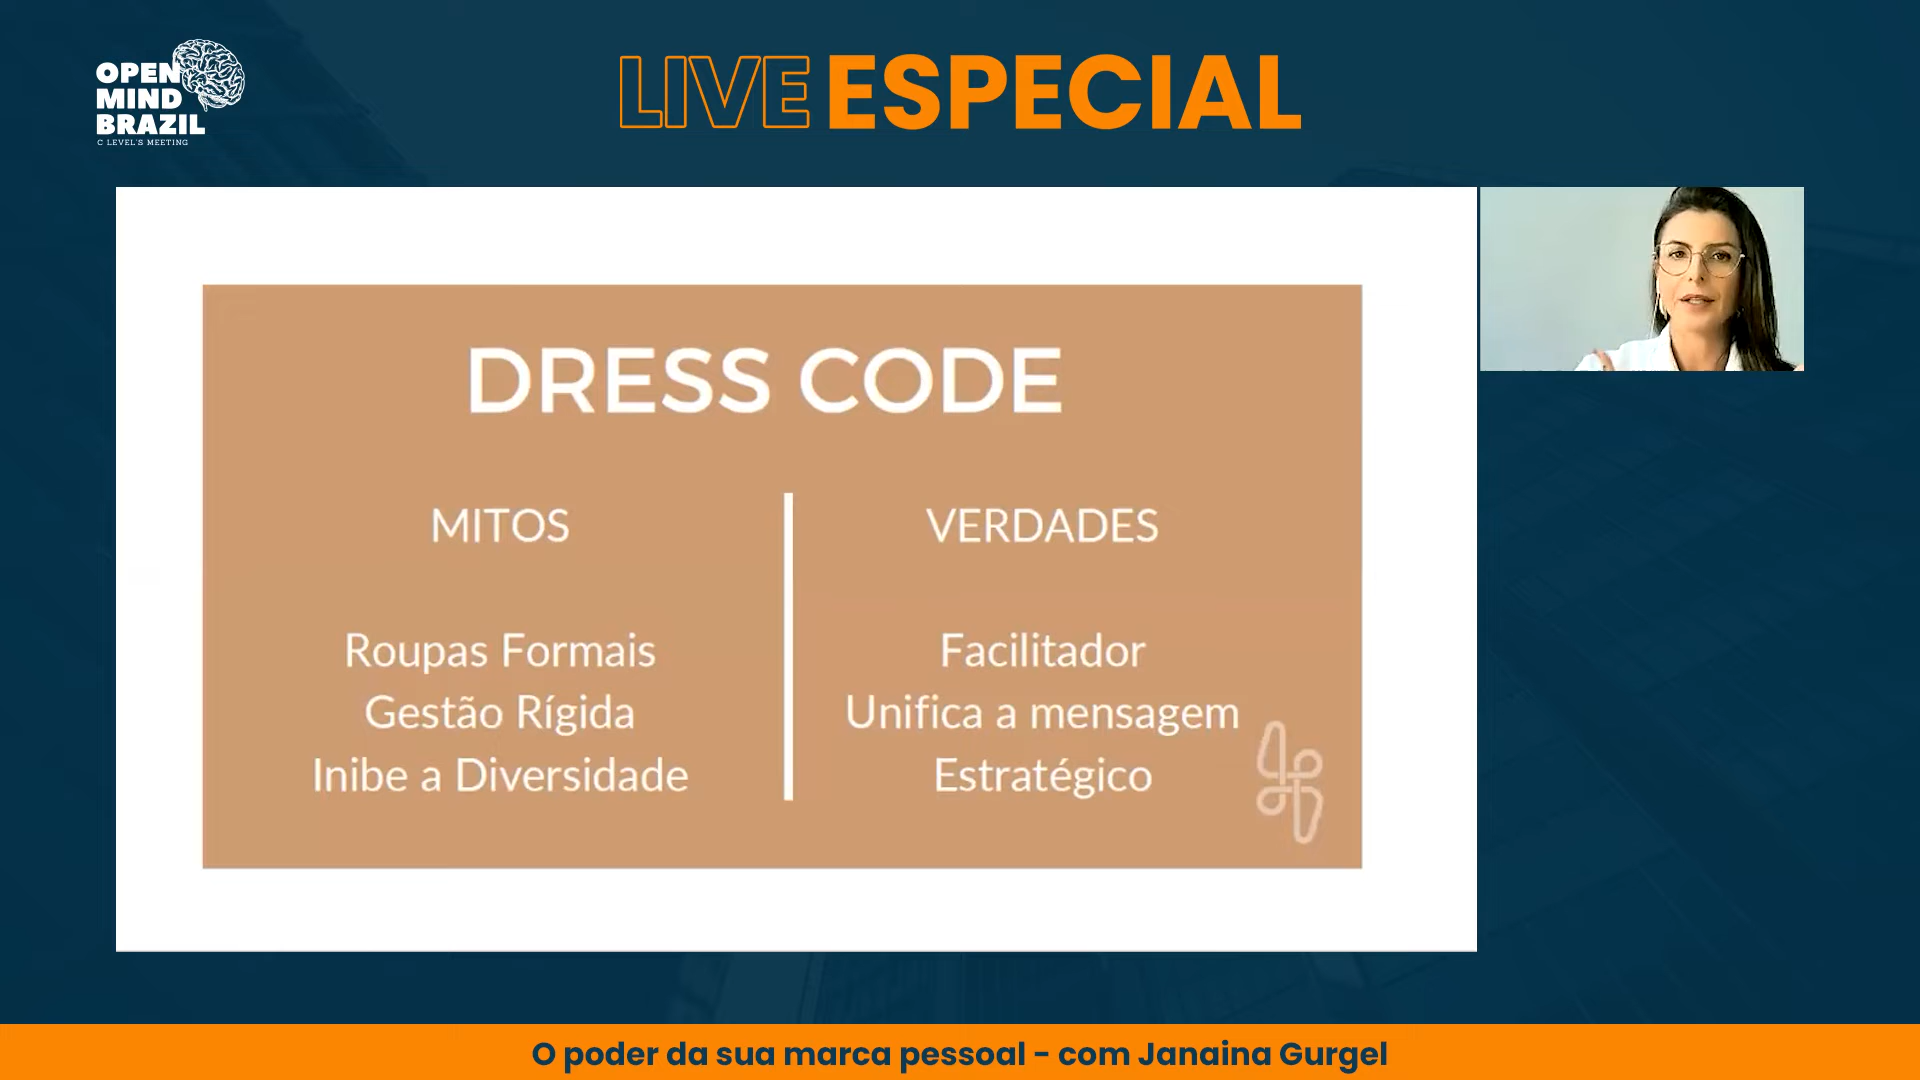 OPEN
MIND
BRAZIL
C LEVEL'S MEETING
LIVE ESPECIAL
DRESS CODE
MITOS
Roupas Formais
Gestão Rígida
Inibe a Diversidade
VERDADES
Facilitador
Unifica a mensagem
Estratégico
O poder da sua marca pessoal - com Janaina Gurgel